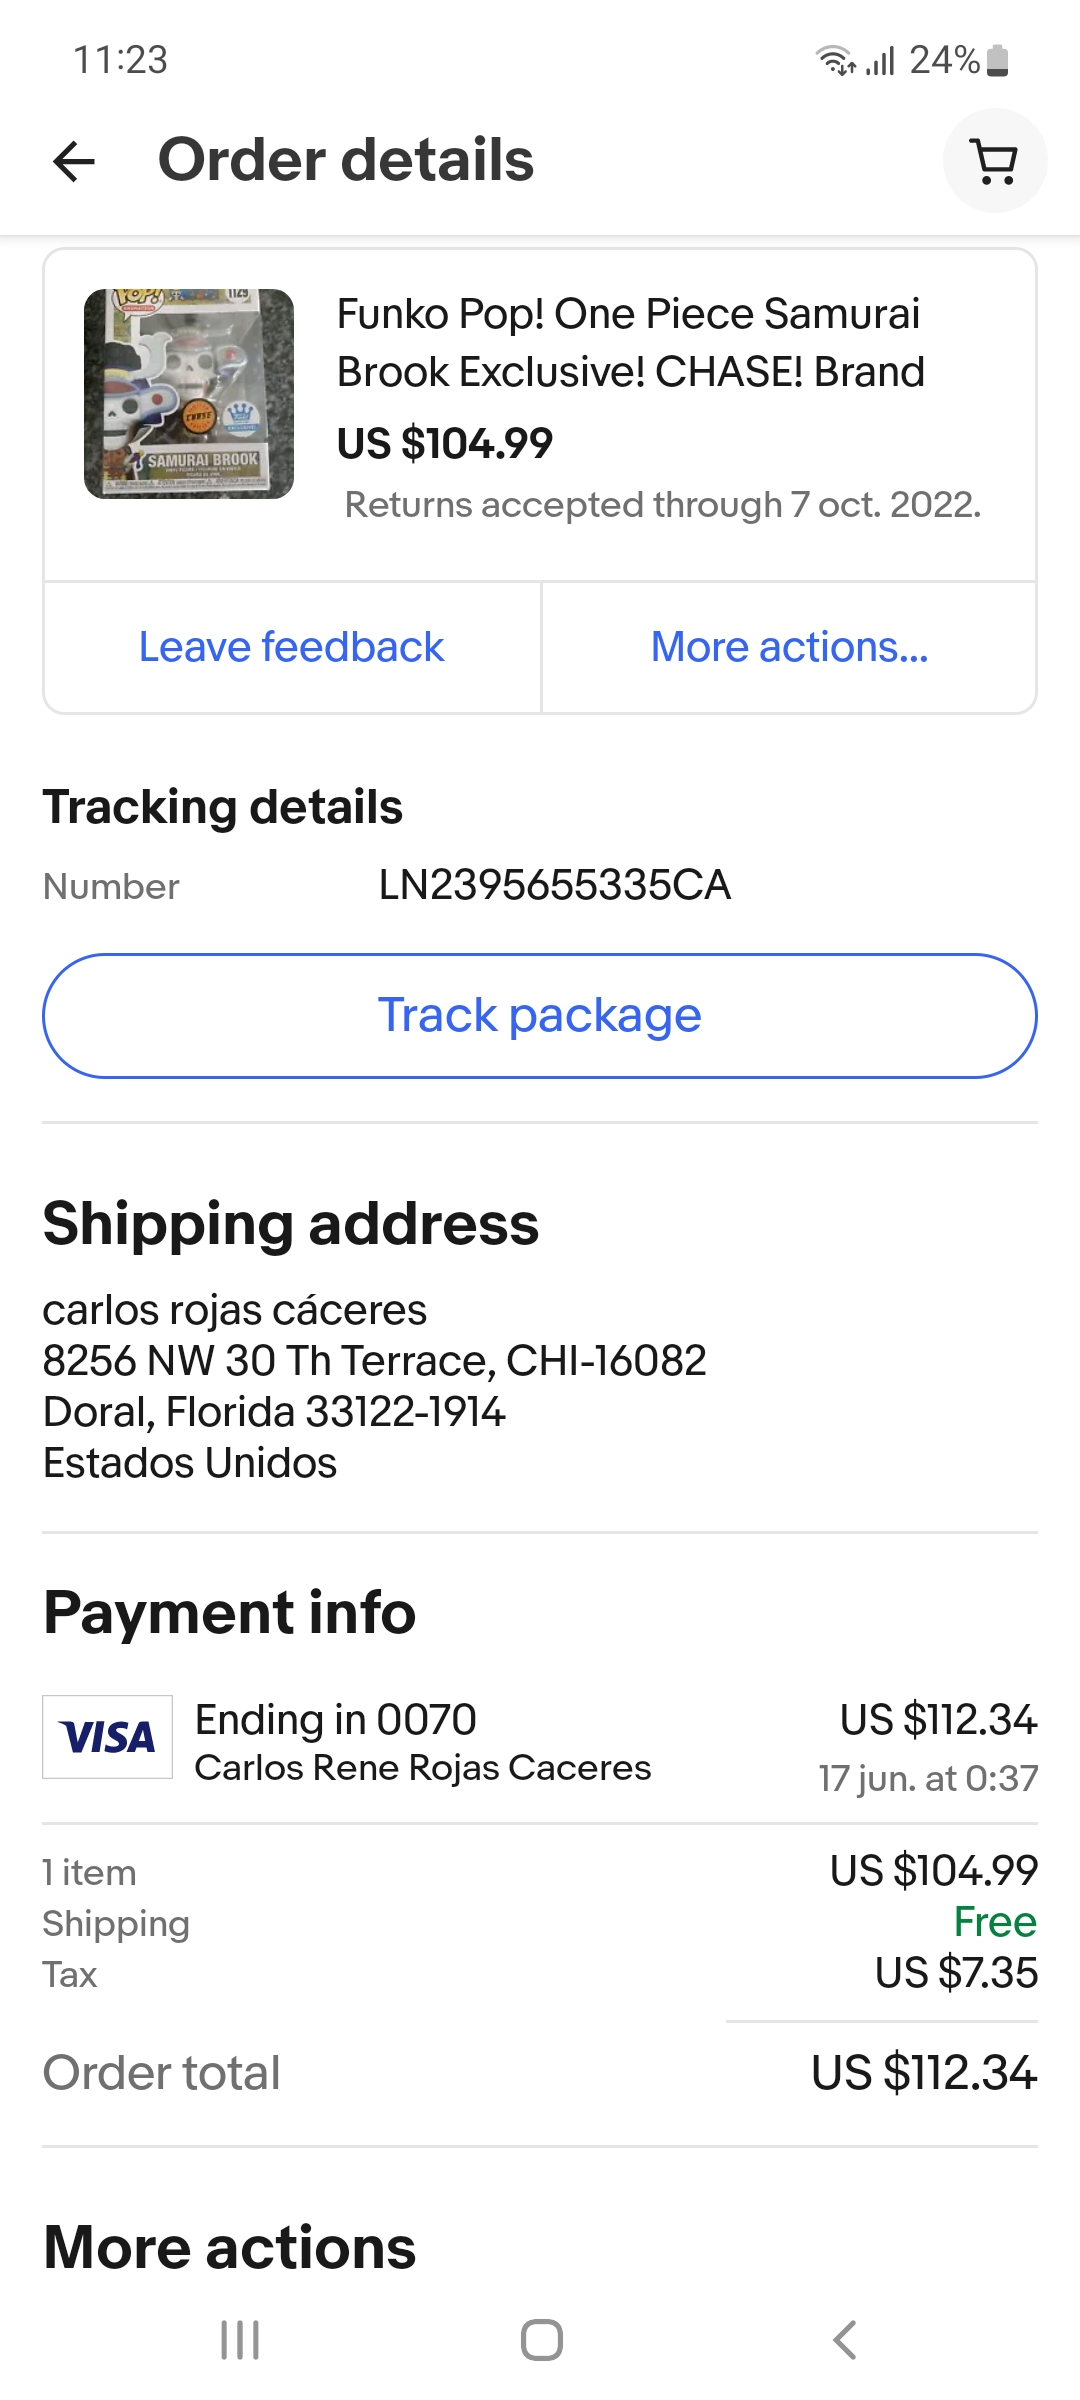 11:23
24%
Order details
POP!
1129
CHASE
SAMURAI BROOK
Funko Pop! One Piece Samurai
Brook Exclusive! CHASE! Brand
US $104.99
Returns accepted through 7 oct. 2022.
Leave feedback
More actions...
Tracking details
Number LN2395655335CA
Track package
Shipping address
carlos rojas cáceres
8256 NW 30 Th Terrace, CHI-16082
Doral, Florida 33122-1914
Estados Unidos
Payment info
VISA
Ending in 0070
US $112.34
Carlos Rene Rojas Caceres
17 jun. at 0:37
1 item US $104.99
Shipping Free
Tax US $7.35
Order total US $112.34
More actions